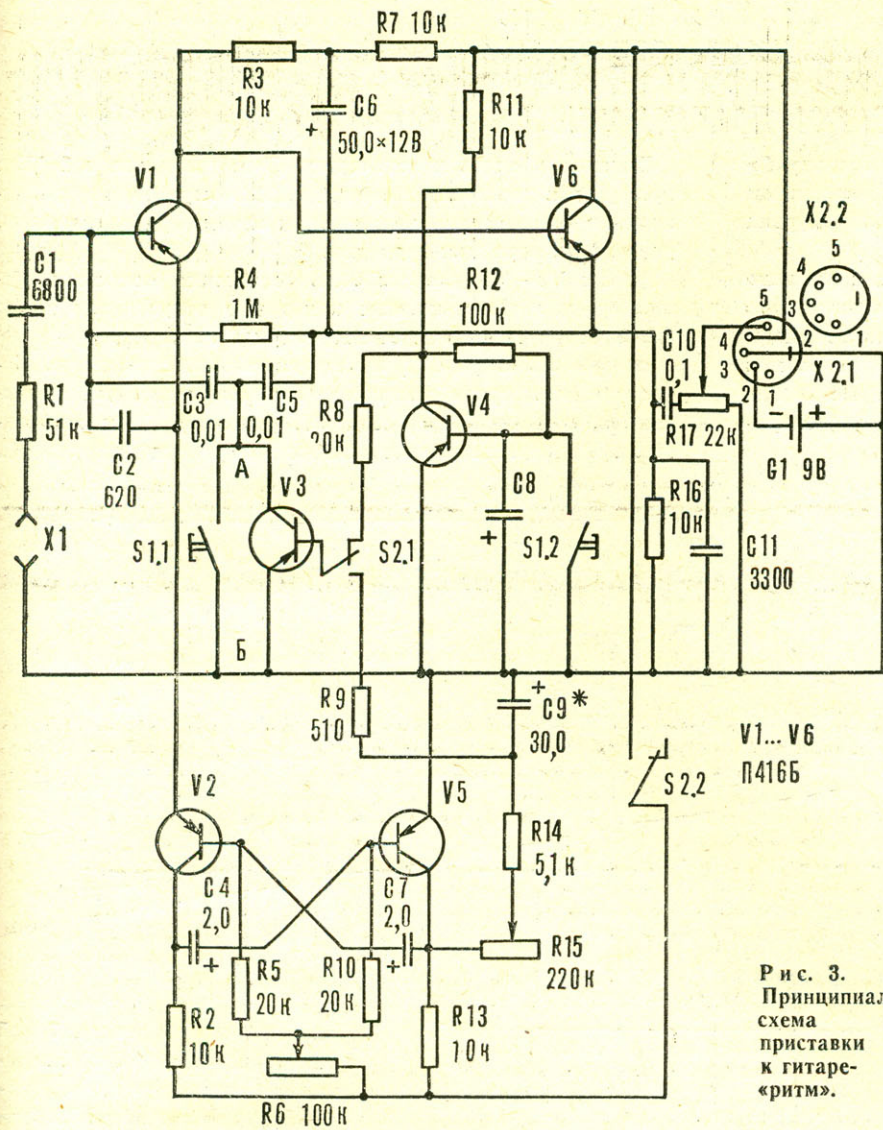 R7 10к
R3
10к
C6
50,0×12В
R11
10к
V1
V6
X2,2
5
4
1
C1
6800
R4
1М
R12
100к
5
4
3
2
3
2
1
X2.1
C10
0,1
R1
51к
C3
0,01
C5
0,01
R8
V4
R17 22к
−
+
G1 9В
C2
620
А
V3
C8
+
R16
10к
X1
S1.1
S2.1
S1,2
C11
3300
Б
R9
510
+
C9*
30,0
V1... V6
П416Б
S2,2
V2
V5
R14
5,1к
C4
2,0
+
C7
2,0
+
R15
220к
R5
20к
R10
20к
R2
10к
R13
10к
R6 100к
Рис. 3.
Принципиал
схема
приставки
к гитаре-
«ритм».